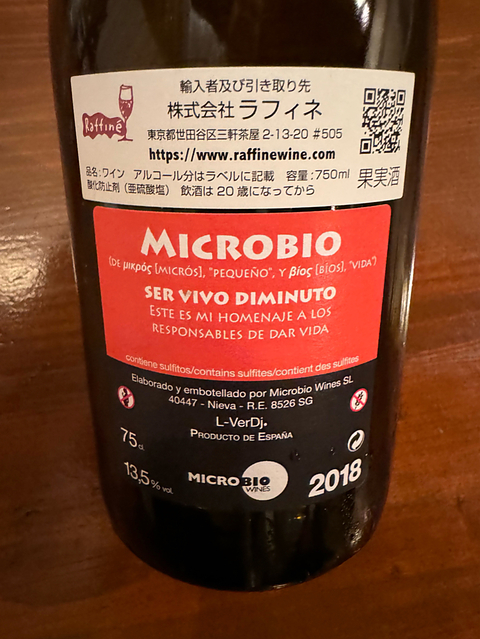 Raffiné
輸入者及び引き取り先
株式会社ラフィネ
東京都世田谷区三軒茶屋2-13-20 #505
https://www.raffinewine.com
品名:ワイン アルコール分はラベルに記載 容量:750ml
酸化防止剤（亜硫酸塩） 飲酒は20歳になってから
果実酒
MICROBIO
(DE μικρòς [MICRÓS], "PEQUEÑO", Y βίος [BÍOS], "VIDA")
SER VIVO DIMINUTO
ESTE ES MI HOMENAJE A LOS
RESPONSABLES DE DAR VIDA
contiene sulfitos/contains sulfites/contient des sulfites
Elaborado y embotellado por Microbio Wines SL
40447 - Nieva - R.E. 8526 SG
L-VerDj.
PRODUCTO DE ESPAÑA
75cl.
13,5% vol.
MICROBIO
WINES
2018